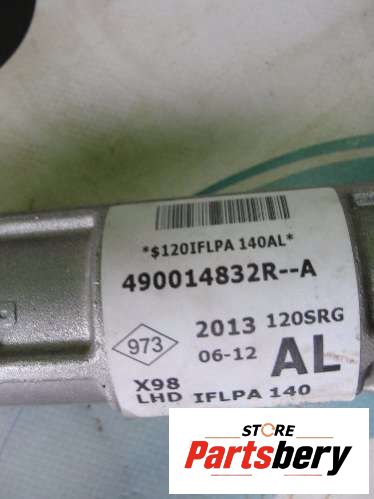 *$120IFLPA 140AL*
490014832R--A
973
2013 120SRG
06-12 AL
X98
LHD IFLPA 140
STORE
Partsbery